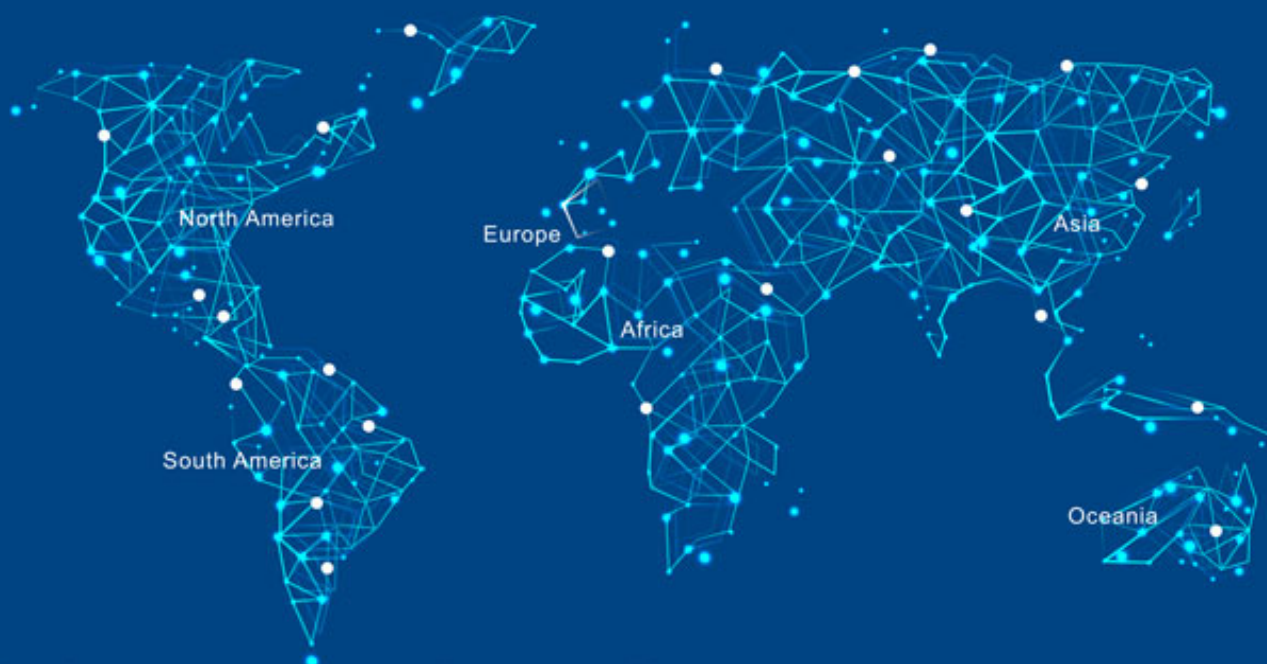 North America
Europe
Asia
Africa
South America
Oceania